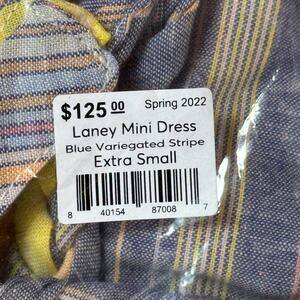 $125.00 Spring 2022
Laney Mini Dress
Blue Variegated Stripe
Extra Small
8 40154 87008 7